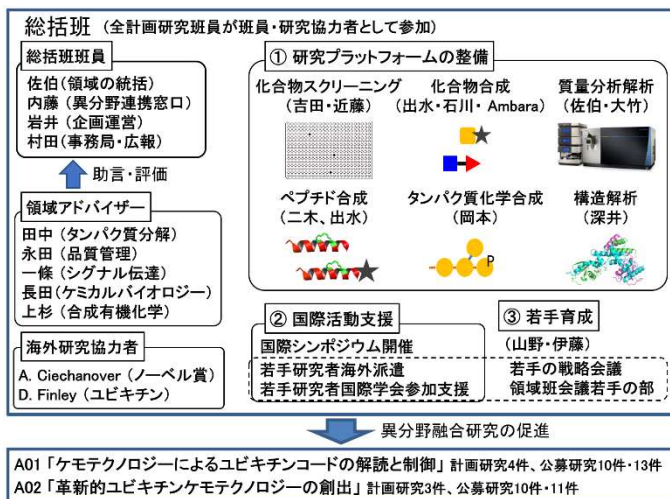 総括班 (全計画研究班員が班員・研究協力者として参加)
総括班班員
佐伯(領域の統括)
内藤(異分野連携窓口)
岩井(企画運営)
村田(事務局・広報)
助言・評価
領域アドバイザー
田中(タンパク質分解)
永田(品質管理)
一條(シグナル伝達)
長田(ケミカルバイオロジー)
上杉(合成有機化学)
海外研究協力者
A. Ciechanover (ノーベル賞)
D. Finley (ユビキチン)
① 研究プラットフォームの整備
化合物スクリーニング
(吉田・近藤)
化合物合成
(出水・石川・Ambara)
質量分析解析
(佐伯・大竹)
ペプチド合成
(二木、出水)
タンパク質化学合成
(岡本)
P
構造解析
(深井)
② 国際活動支援
国際シンポジウム開催
若手研究者海外派遣
若手研究者国際学会参加支援
③ 若手育成
(山野・伊藤)
若手の戦略会議
領域班会議若手の部
異分野融合研究の促進
A01「ケモテクノロジーによるユビキチンコードの解読と制御」計画研究4件、公募研究10件・13件
A02「革新的ユビキチンケモテクノロジーの創出」計画研究3件、公募研究10件・11件